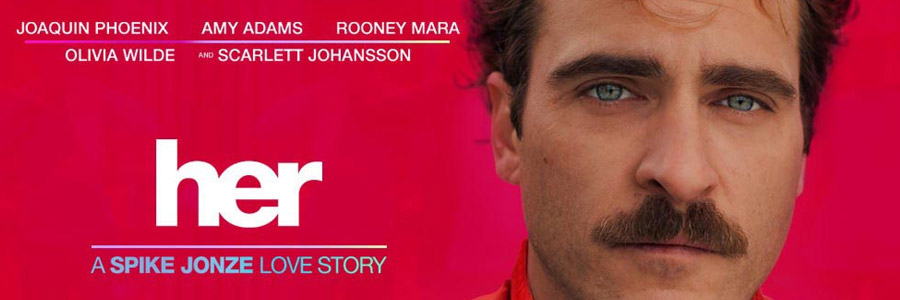 JOAQUIN PHOENIX AMY ADAMS ROONEY MARA
OLIVIA WILDE AND SCARLETT JOHANSSON
her
A SPIKE JONZE LOVE STORY